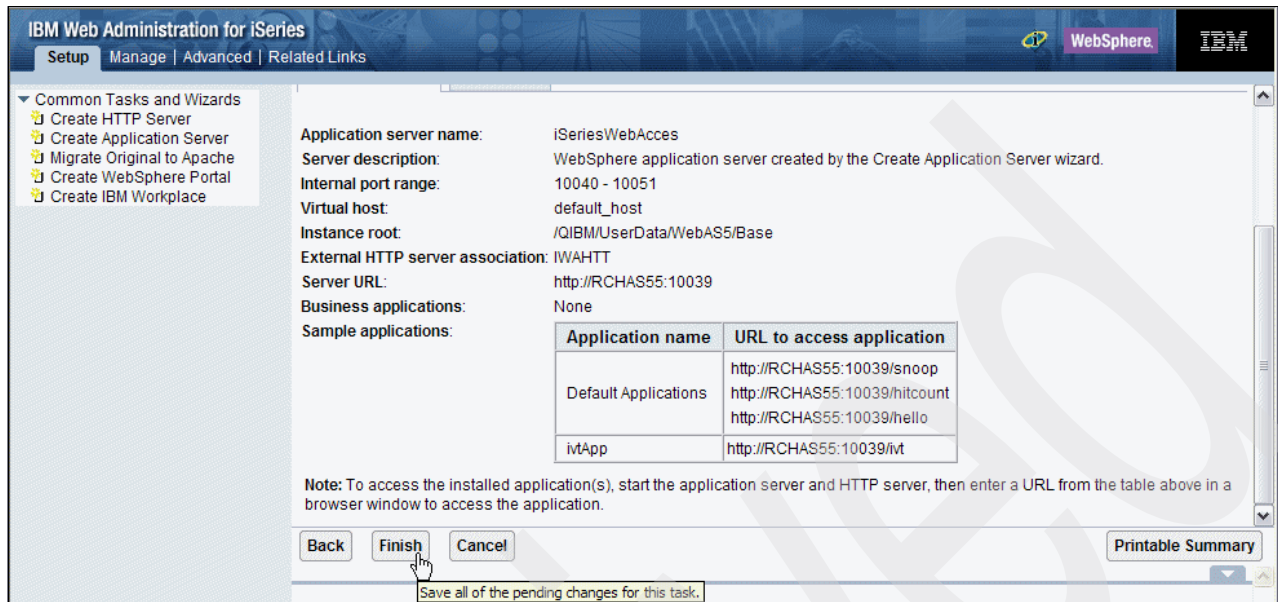 IBM Web Administration for iSeries
WebSphere.
IBM
Setup Manage | Advanced | Related Links
Common Tasks and Wizards
Create HTTP Server
Create Application Server
Migrate Original to Apache
Create WebSphere Portal
Create IBM Workplace
Application server name: iSeriesWebAcces
Server description: WebSphere application server created by the Create Application Server wizard.
Internal port range: 10040 - 10051
Virtual host: default_host
Instance root: /QIBM/UserData/WebAS5/Base
External HTTP server association: IWAHTT
Server URL: http://RCHAS55:10039
Business applications: None
Sample applications:
Application name URL to access application
Default Applications
http://RCHAS55:10039/snoop
http://RCHAS55:10039/hitcount
http://RCHAS55:10039/hello
ivtApp http://RCHAS55:10039/ivt
Note: To access the installed application(s), start the application server and HTTP server, then enter a URL from the table above in a
browser window to access the application.
Back Finish Cancel Printable Summary
Save all of the pending changes for this task.